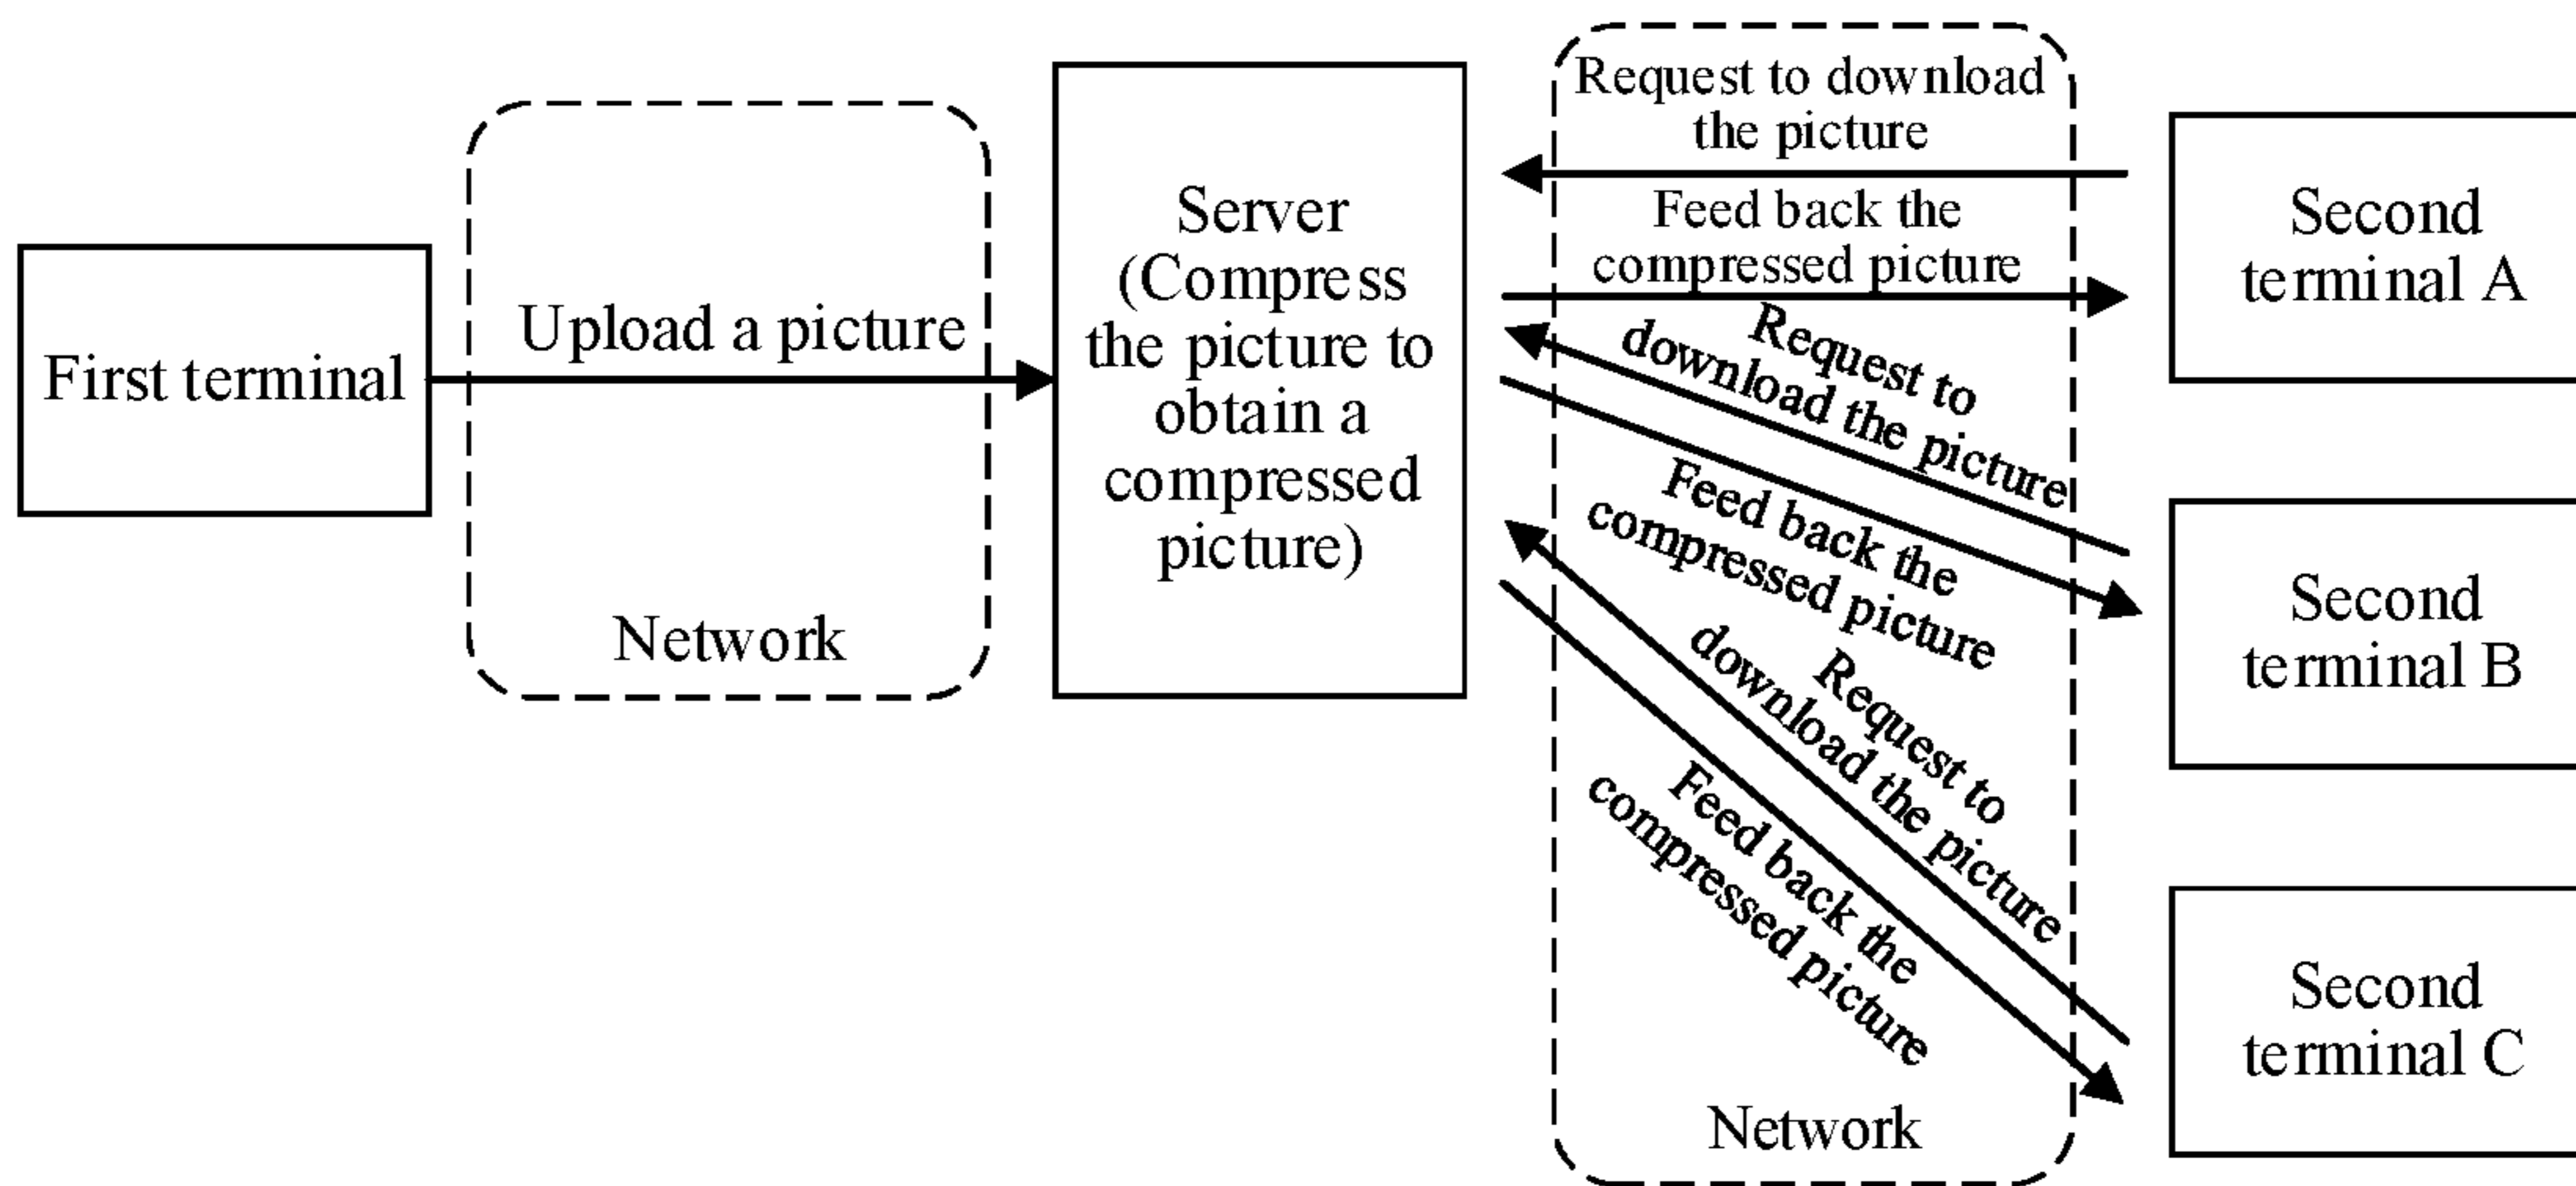 First terminal
Upload a picture
Network
Server
(Compress
the picture to
obtain a
compressed
picture)
Request to download
the picture
Feed back the
compressed picture
Request to
download the picture
Feed back the
compressed picture
Request to
download the picture
Feed back the
compressed picture
Network
Second
terminal A
Second
terminal B
Second
terminal C